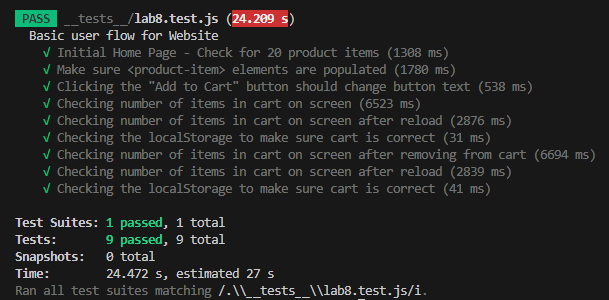 PASS __tests__/lab8.test.js (24.209 s)
Basic user flow for Website
√ Initial Home Page - Check for 20 product items (1308 ms)
√ Make sure <product-item> elements are populated (1780 ms)
√ Clicking the "Add to Cart" button should change button text (538 ms)
√ Checking number of items in cart on screen (6523 ms)
√ Checking number of items in cart on screen after reload (2876 ms)
√ Checking the localStorage to make sure cart is correct (31 ms)
√ Checking number of items in cart on screen after removing from cart (6694 ms)
√ Checking number of items in cart on screen after reload (2839 ms)
√ Checking the localStorage to make sure cart is correct (41 ms)
Test Suites: 1 passed, 1 total
Tests: 9 passed, 9 total
Snapshots: 0 total
Time: 24.472 s, estimated 27 s
Ran all test suites matching /.\\__tests__\\lab8.test.js/i.